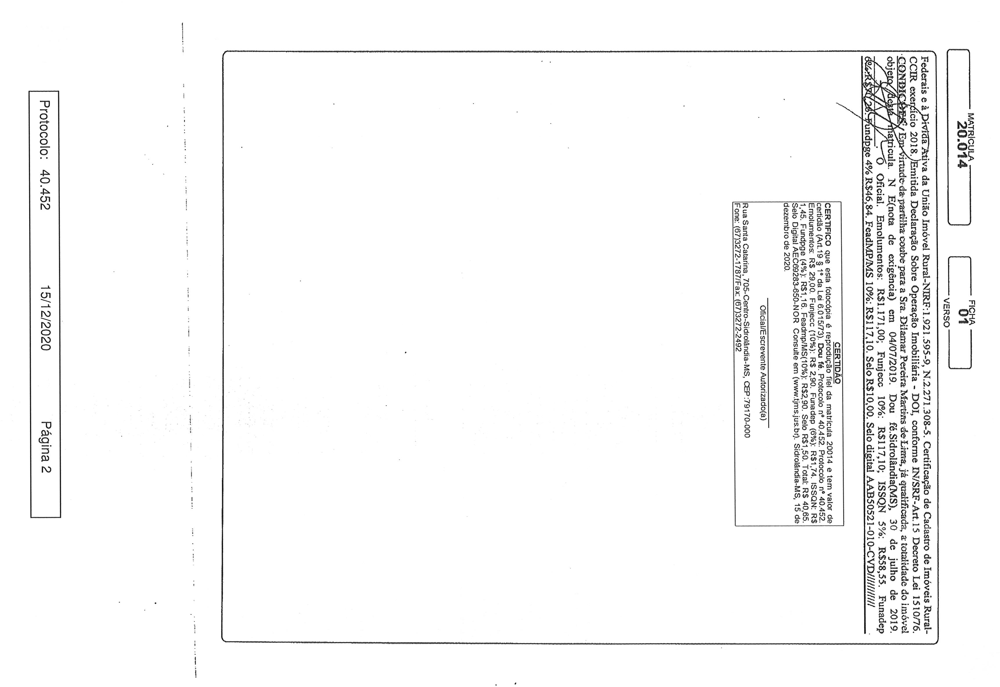 MATRÍCULA
20.014
FICHA
01
VERSO
Federais e à Divida Ativa da União Imóvel Rural-NIRF:1.921.595-9, N.2.271.308-5. Certificação de Cadastro de Imóveis Rural-
CCIR exercício 2018. Emitida Declaração Sobre Operação Imobiliária - DOI, conforme IN/SRF-Art.15 Decreto Lei 1510/76.
CONDIÇÕES: Em virtude da partilha coube para a Sra. Dilamar Pereira Martins de Lima, já qualificada, a totalidade do imóvel
objeto desta matricula. N E(nota de exigência) em 04/07/2019. Dou fé.Sidrolândia(MS), 30 de julho de 2019.
. O Oficial. Emolumentos: R$1.171,00; Funjecc 10%: R$117,10; ISSQN 5%: R$58,55. Funadep
6%:R$70,26. Fundpge 4% R$46,84. FeadMP/MS 10%: R$117,10. Selo R$10,00. Selo digital AAB50521-010-CVD//////////
CERTIDÃO
CERTIFICO que esta fotocópia é reprodução fiel da matrícula 20014 e tem valor de
certidão (Art.19 § 1º da Lei 6.015/73). Dou fé. Protocolo nº 40.452. Protocolo nº 40.452.
Emolumentos: R$ 29,00. Funjecc (10%): R$ 2,90. Funadep (6%): R$1,74. ISSQN: R$
1,45. Fundpge (4%): R$1,16. Feadmp/MS(10%): R$2,90. Selo R$1,50. Total: R$ 40,65.
Selo Digital AEC69283-650-NOR Consulte em (www.tjms.jus.br). Sidrolândia-MS, 15 de
dezembro de 2020.
Oficial/Escrevente Autorizado(a)
Rua Santa Catarina, 705-Centro-Sidrolândia-MS, CEP:79170-000
Fone: (67)3272-1787/Fax: (67)3272-2492
Protocolo: 40.452 15/12/2020 Página 2